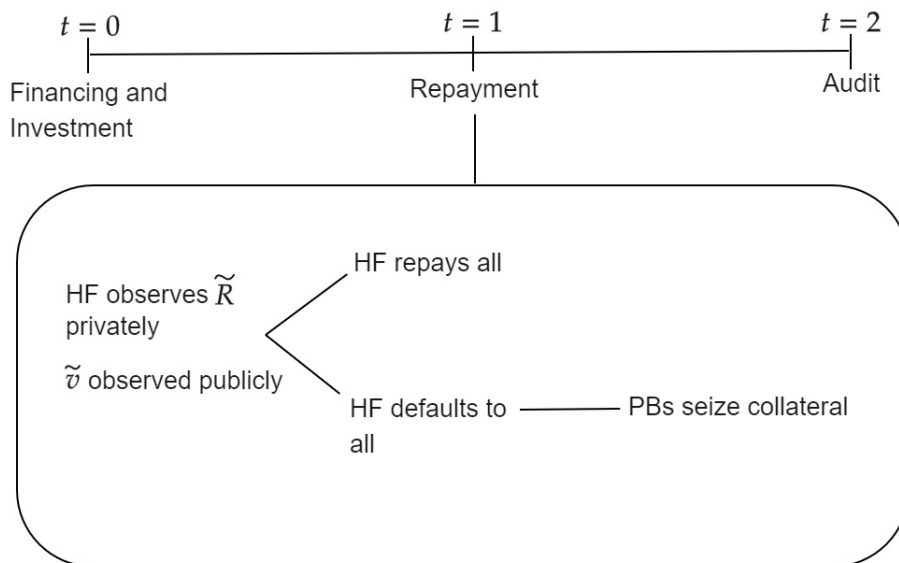 t = 0
t = 1
t = 2
Financing and
Investment
Repayment
Audit
HF observes R̃
privately
ṽ observed publicly
HF repays all
HF defaults to
all
PBs seize collateral